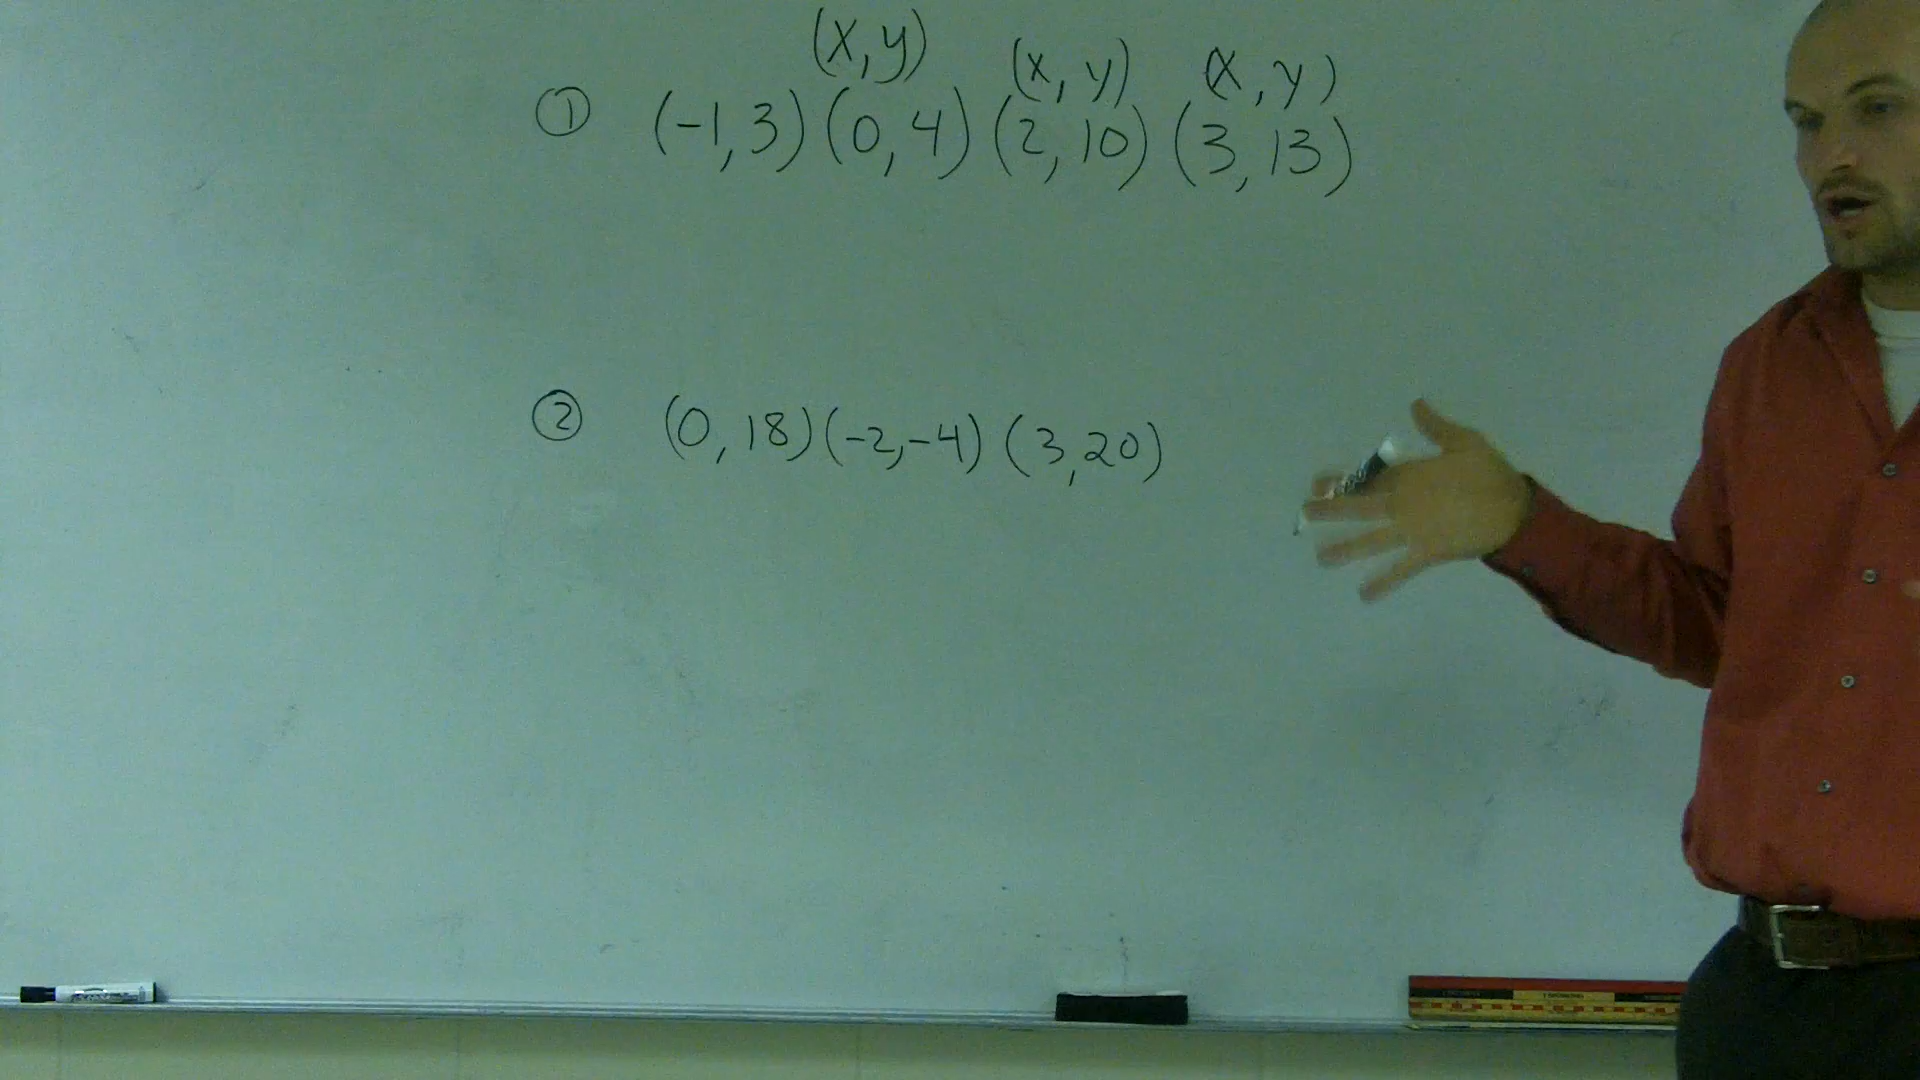 (x,y) (x, y) (x,y)
① (-1,3) (0,4) (2,10) (3,13)
② (0,18) (-2,-4) (3,20)